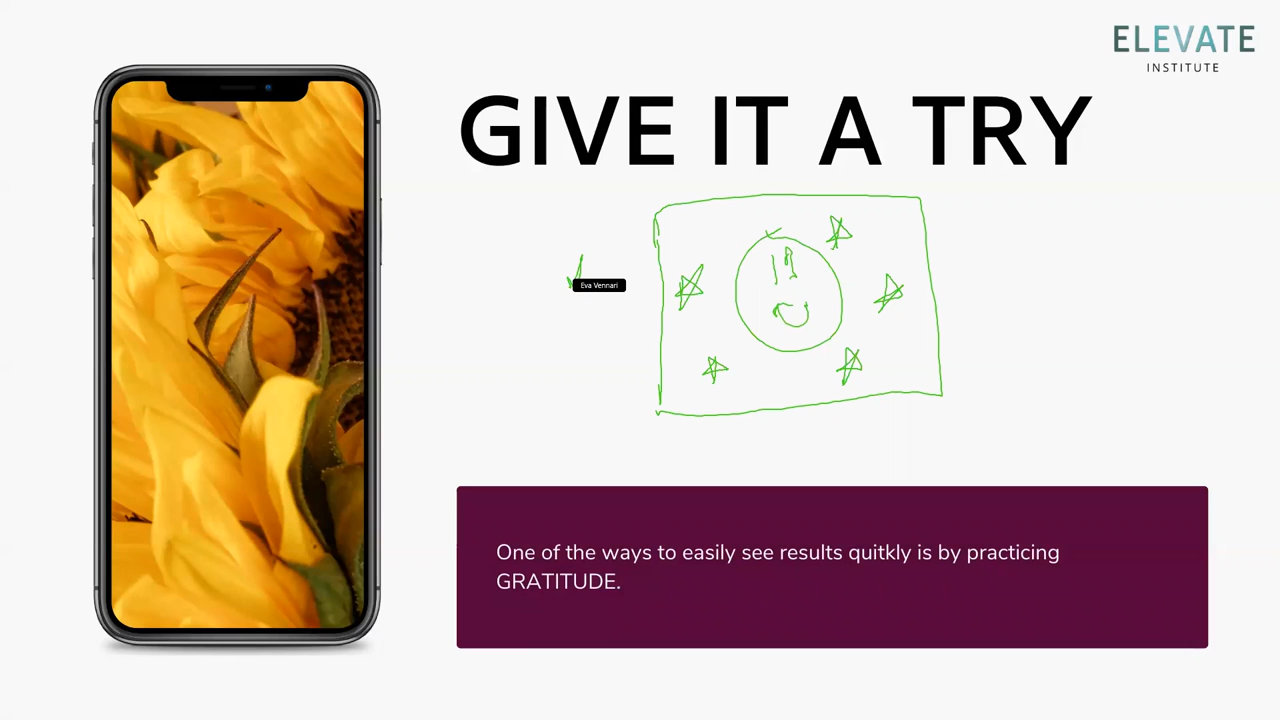 ELEVATE
INSTITUTE
GIVE IT A TRY
Eva Vennari
One of the ways to easily see results quitkly is by practicing
GRATITUDE.